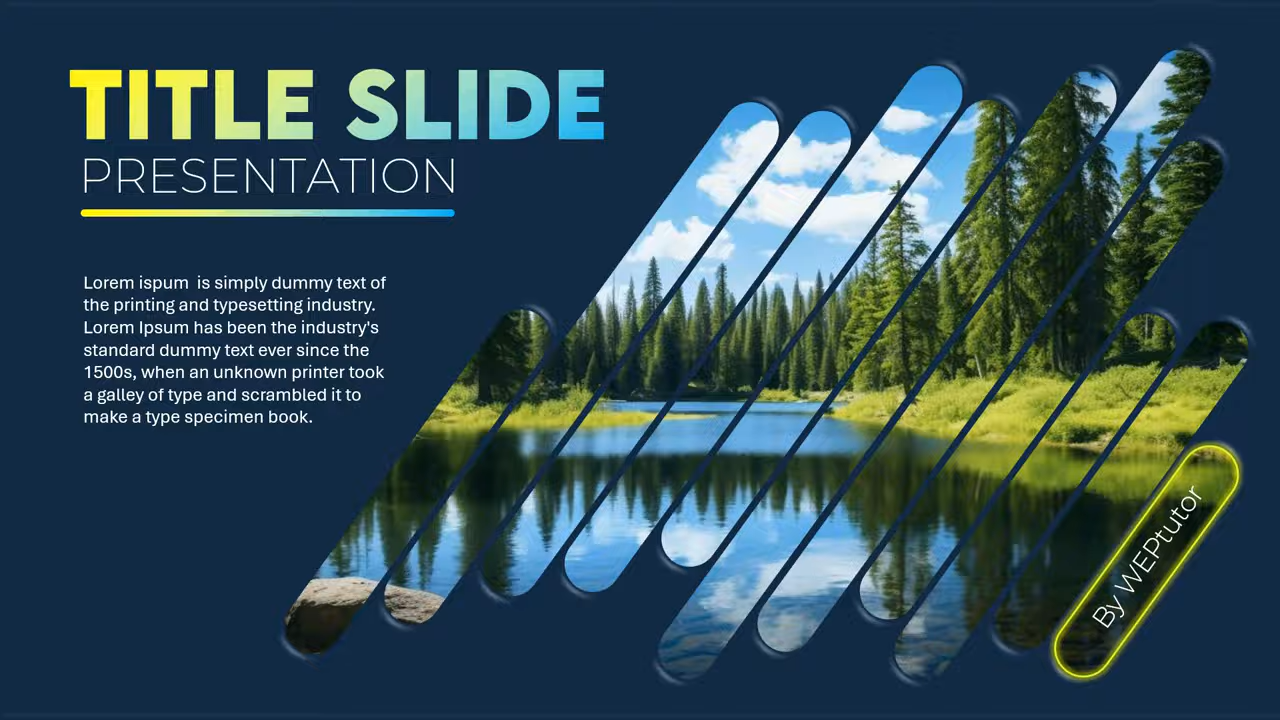 TITLE SLIDE
PRESENTATION
Lorem ispum  is simply dummy text of
the printing and typesetting industry.
Lorem Ipsum has been the industry's
standard dummy text ever since the
1500s, when an unknown printer took
a galley of type and scrambled it to
make a type specimen book.
By WEPtutor